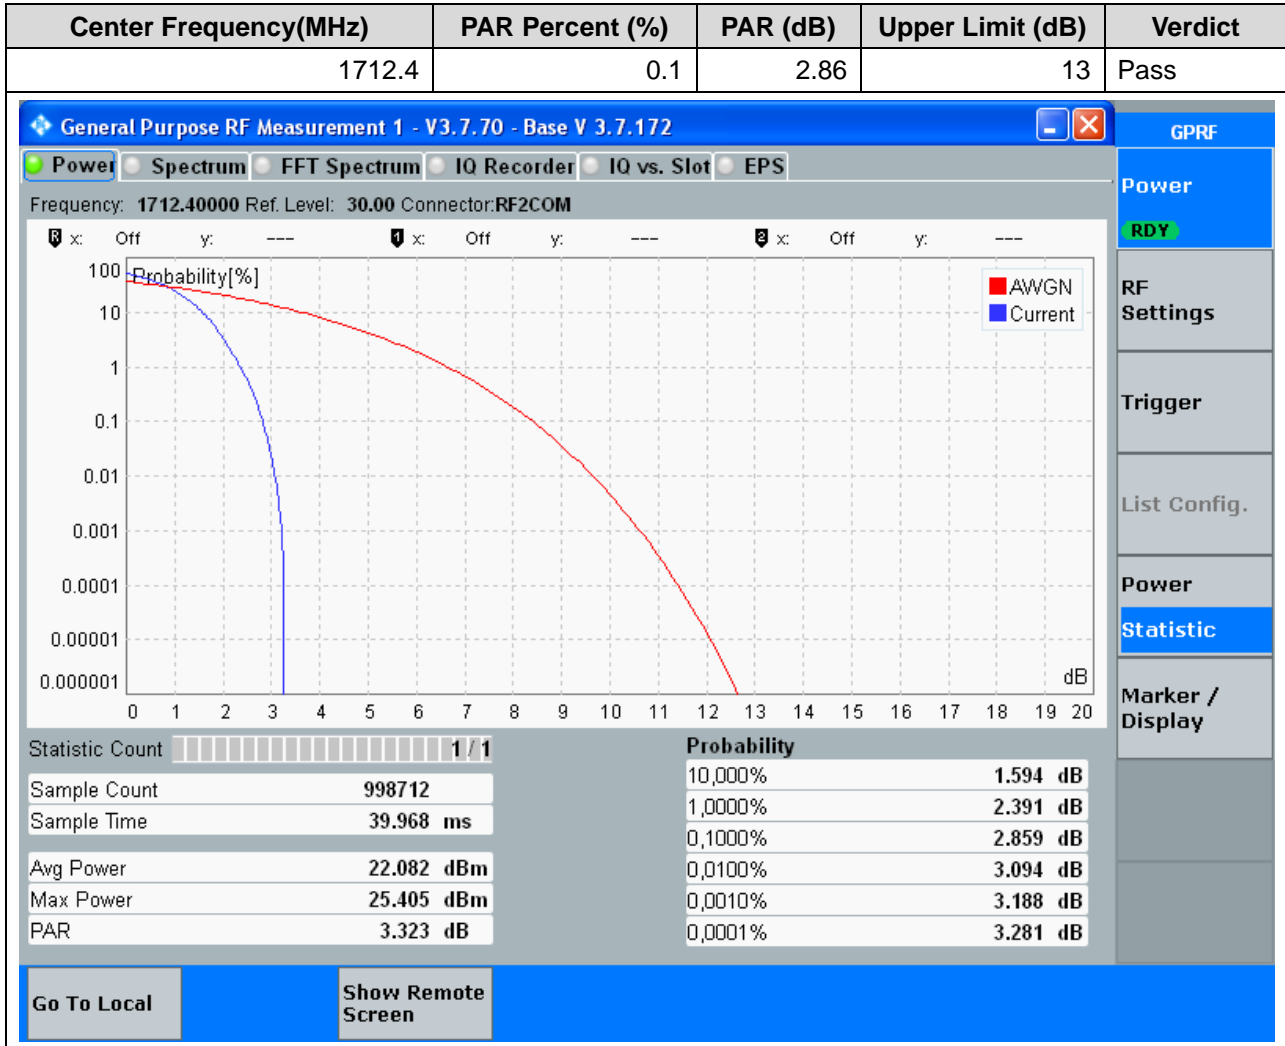 Center Frequency(MHz) PAR Percent (%) PAR (dB) Upper Limit (dB) Verdict
1712.4 0.1 2.86 13 Pass
General Purpose RF Measurement 1 - V3.7.70 - Base V 3.7.172
GPRF
Power Spectrum FFT Spectrum IQ Recorder IQ vs. Slot EPS
Power
RDY
Frequency: 1712.40000 Ref. Level: 30.00 Connector:RF2COM
R x: Off y: --- 1 x: Off y: --- 2 x: Off y: ---
Probability[%]
AWGN
Current
100
10
1
0.1
0.01
0.001
0.0001
0.00001
0.000001
dB
0 1 2 3 4 5 6 7 8 9 10 11 12 13 14 15 16 17 18 19 20
RF
Settings
Trigger
List Config.
Power
Statistic
Marker /
Display
Statistic Count 1 / 1
Sample Count 998712
Sample Time 39.968 ms
Avg Power 22.082 dBm
Max Power 25.405 dBm
PAR 3.323 dB
Probability
10,000% 1.594 dB
1,0000% 2.391 dB
0,1000% 2.859 dB
0,0100% 3.094 dB
0,0010% 3.188 dB
0,0001% 3.281 dB
Go To Local
Show Remote
Screen